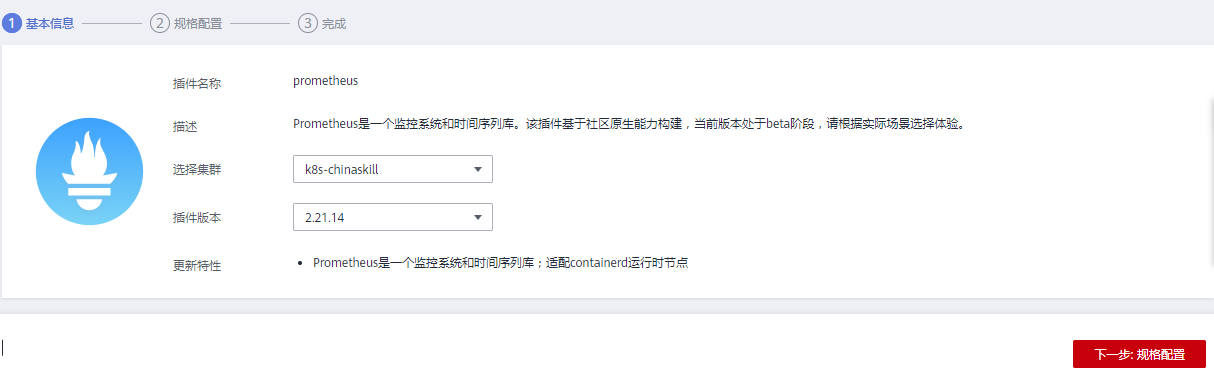 1 基本信息 2 规格配置 3 完成
插件名称 prometheus
描述 Prometheus是一个监控系统和时间序列库。该插件基于社区原生能力构建，当前版本处于beta阶段，请根据实际场景选择体验。
选择集群 k8s-chinaskill
插件版本 2.21.14
更新特性 • Prometheus是一个监控系统和时间序列库；适配containerd运行时节点
下一步: 规格配置